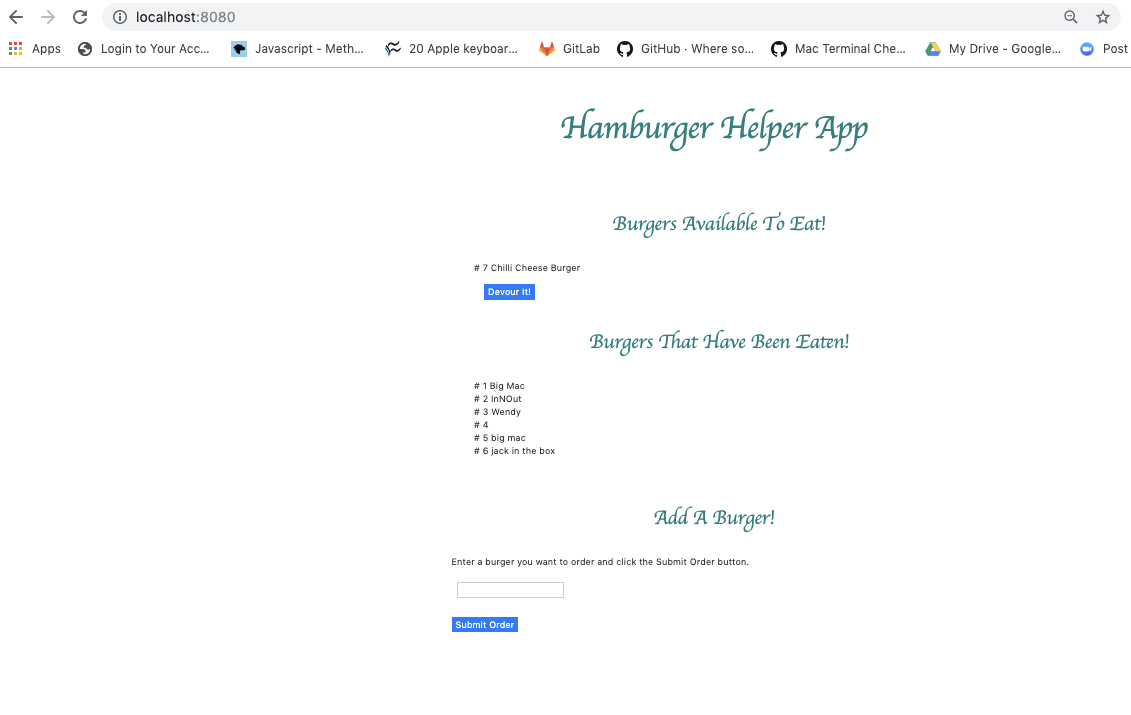 localhost:8080
Apps Login to Your Acc... Javascript - Meth... 20 Apple keyboar... GitLab GitHub · Where so... Mac Terminal Che... My Drive - Google... Post
Hamburger Helper App
Burgers Available To Eat!
# 7 Chilli Cheese Burger
Devour It!
Burgers That Have Been Eaten!
# 1 Big Mac
# 2 InNOut
# 3 Wendy
# 4
# 5 big mac
# 6 jack in the box
Add A Burger!
Enter a burger you want to order and click the Submit Order button.
Submit Order